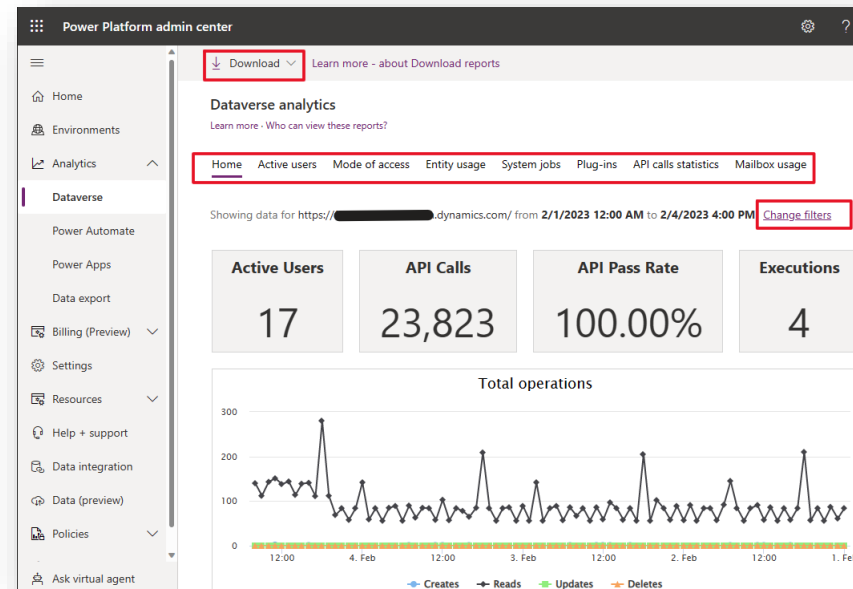 Power Platform admin center
?
Download
Learn more - about Download reports
Home
Environments
Analytics
Dataverse
Power Automate
Power Apps
Data export
Billing (Preview)
Settings
Resources
Help + support
Data integration
Data (preview)
Policies
Ask virtual agent
Dataverse analytics
Learn more - Who can view these reports?
Home Active users Mode of access Entity usage System jobs Plug-ins API calls statistics Mailbox usage
Showing data for https:// .dynamics.com/ from 2/1/2023 12:00 AM to 2/4/2023 4:00 PM Change filters
Active Users
17
API Calls
23,823
API Pass Rate
100.00%
Executions
4
Total operations
300
200
100
0
12:00 4. Feb 12:00 3. Feb 12:00 2. Feb 12:00 1. Fe
Creates Reads Updates Deletes